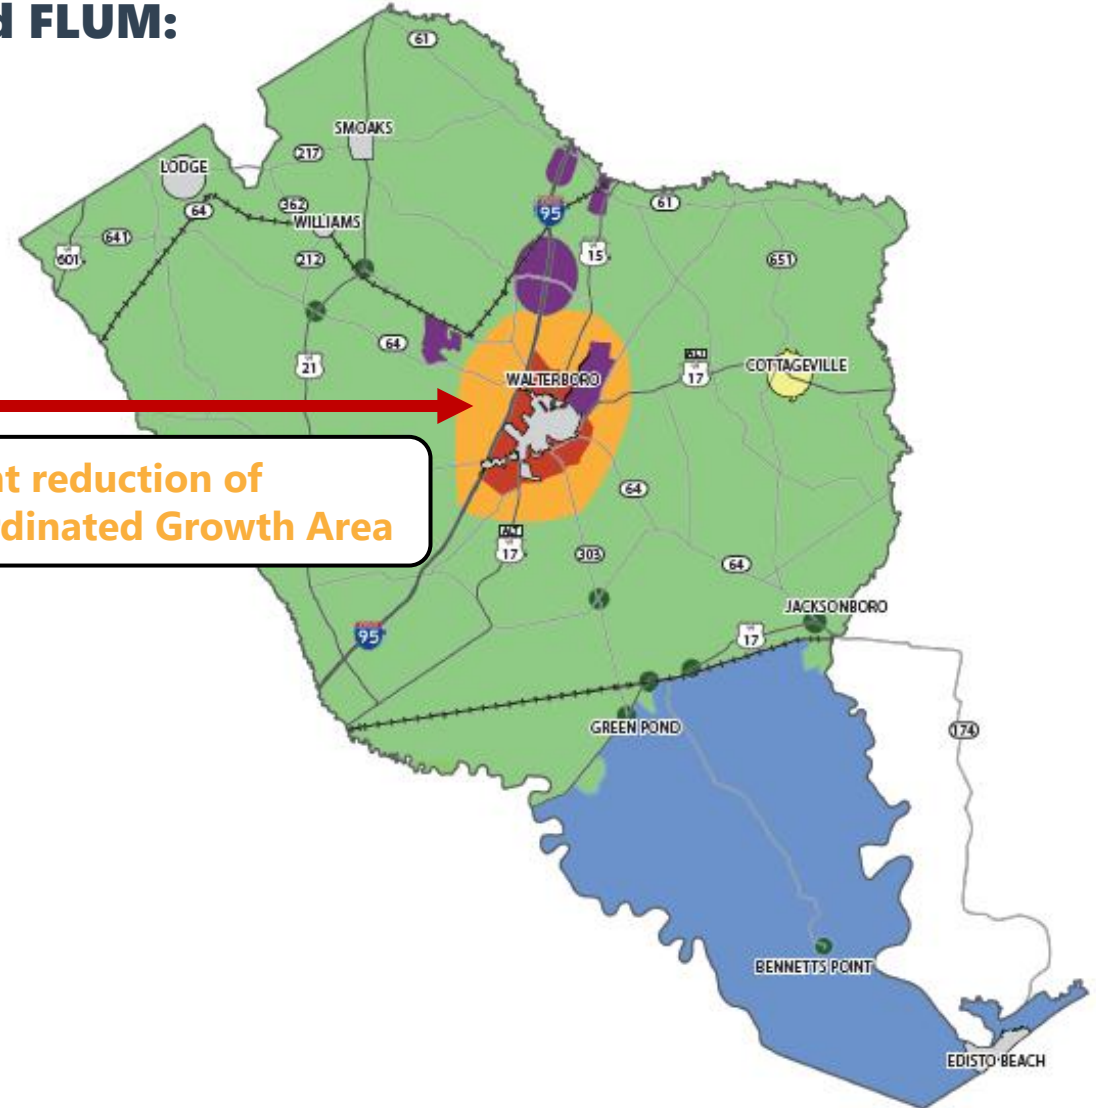 d FLUM:
61
SMOAKS
217
LODGE
362
64
WILLIAMS
95
61
641
601
212
15
651
64
21
ALT
17
COTTAGEVILLE
WALTERBORO
t reduction of
dinated Growth Area
64
ALT
17
303
64
JACKSONBORO
95
17
GREEN POND
174
BENNETTS POINT
EDISTO BEACH